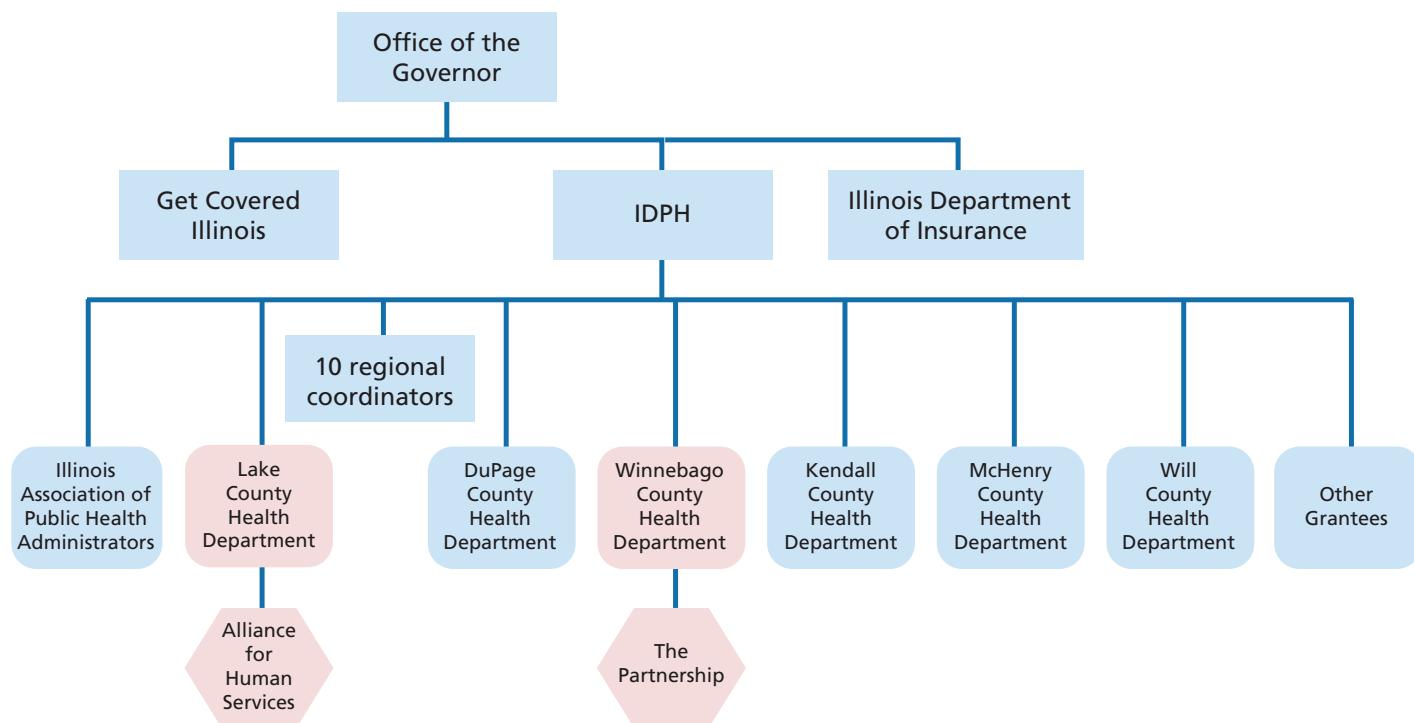 Office of the
Governor
Get Covered
Illinois
IDPH
Illinois Department
of Insurance
10 regional
coordinators
Illinois
Association of
Public Health
Administrators
Lake
County
Health
Department
DuPage
County
Health
Department
Winnebago
County
Health
Department
Kendall
County
Health
Department
McHenry
County
Health
Department
Will
County
Health
Department
Other
Grantees
Alliance
for
Human
Services
The
Partnership